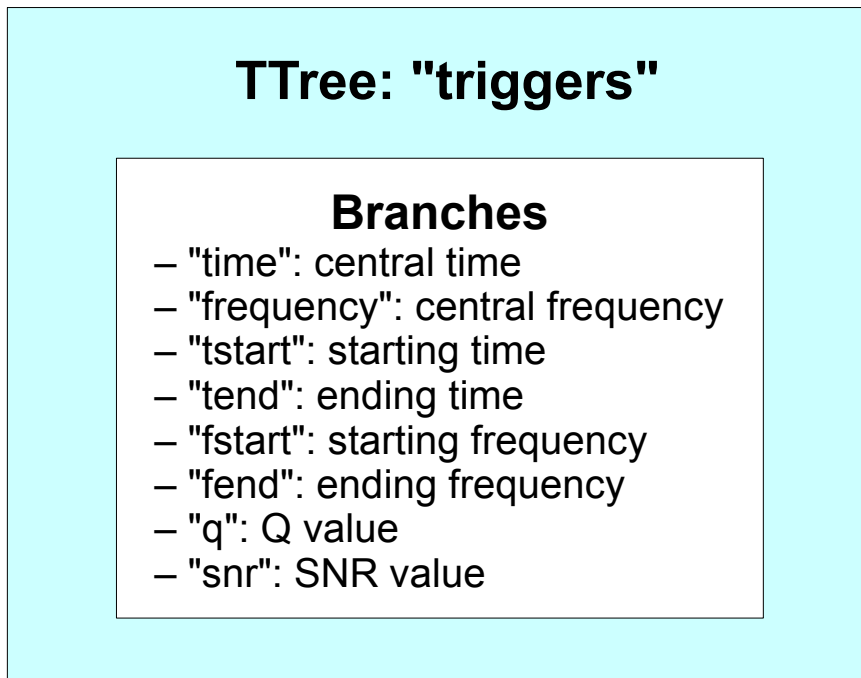 TTree: "triggers"
Branches
– "time": central time
– "frequency": central frequency
– "tstart": starting time
– "tend": ending time
– "fstart": starting frequency
– "fend": ending frequency
– "q": Q value
– "snr": SNR value